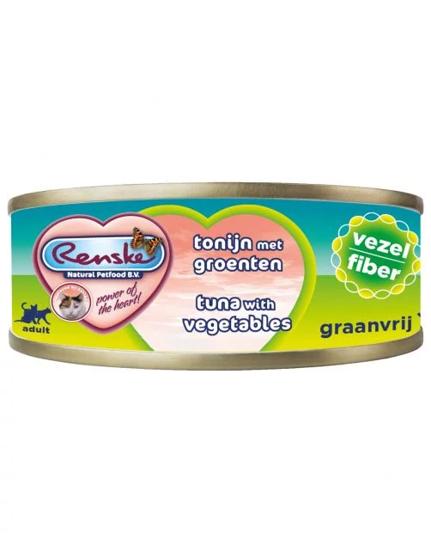 Renske
Natural Petfood B.V.
power of
the heart!
adult
tonijn met
groenten
tuna with
vegetables
vezel
fiber
graanvrij